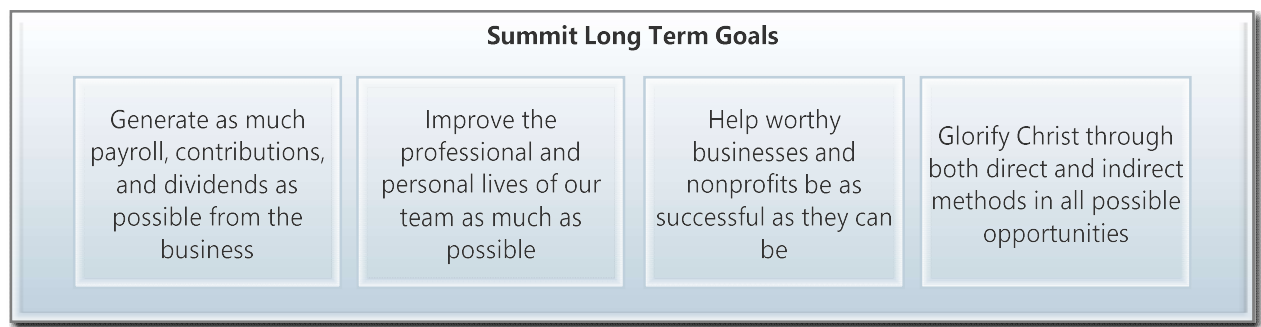 Summit Long Term Goals
Generate as much
payroll, contributions,
and dividends as
possible from the
business
Improve the
professional and
personal lives of our
team as much as
possible
Help worthy
businesses and
nonprofits be as
successful as they can
be
Glorify Christ through
both direct and indirect
methods in all possible
opportunities